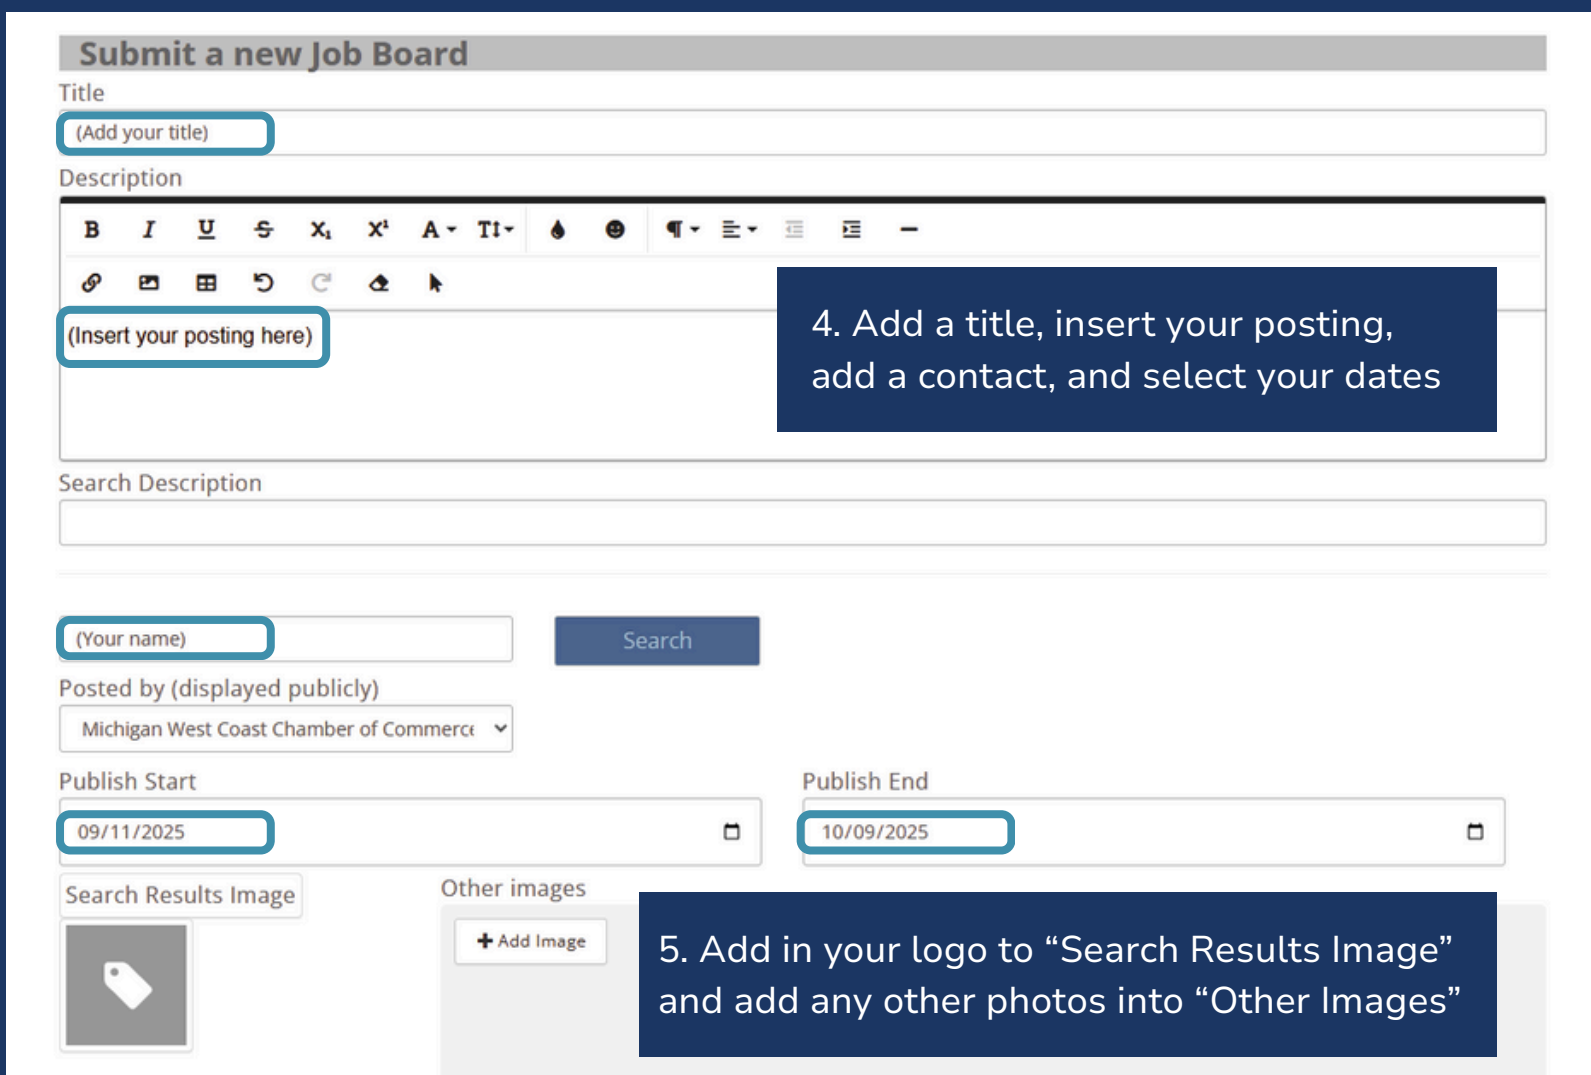 Submit a new Job Board
Title
(Add your title)
Description
(Insert your posting here)
4. Add a title, insert your posting,
add a contact, and select your dates
Search Description
(Your name)
Search
Posted by (displayed publicly)
Michigan West Coast Chamber of Commerce
Publish Start
Publish End
09/11/2025
10/09/2025
Search Results Image
Other images
+ Add Image
5. Add in your logo to “Search Results Image”
and add any other photos into “Other Images”